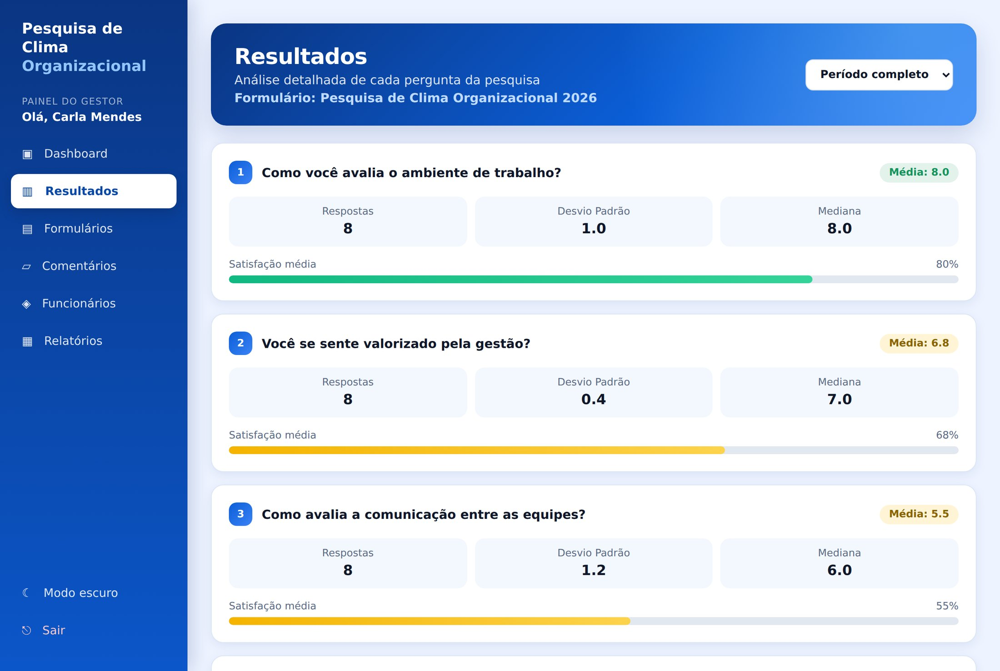 Pesquisa de
Clima
Organizacional
PAINEL DO GESTOR
Olá, Carla Mendes
Dashboard
Resultados
Formulários
Comentários
Funcionários
Relatórios
Modo escuro
Sair
Resultados
Análise detalhada de cada pergunta da pesquisa
Formulário: Pesquisa de Clima Organizacional 2026
Período completo
1 Como você avalia o ambiente de trabalho? Média: 8.0
Respostas Desvio Padrão Mediana
8 1.0 8.0
Satisfação média 80%
2 Você se sente valorizado pela gestão? Média: 6.8
Respostas Desvio Padrão Mediana
8 0.4 7.0
Satisfação média 68%
3 Como avalia a comunicação entre as equipes? Média: 5.5
Respostas Desvio Padrão Mediana
8 1.2 6.0
Satisfação média 55%